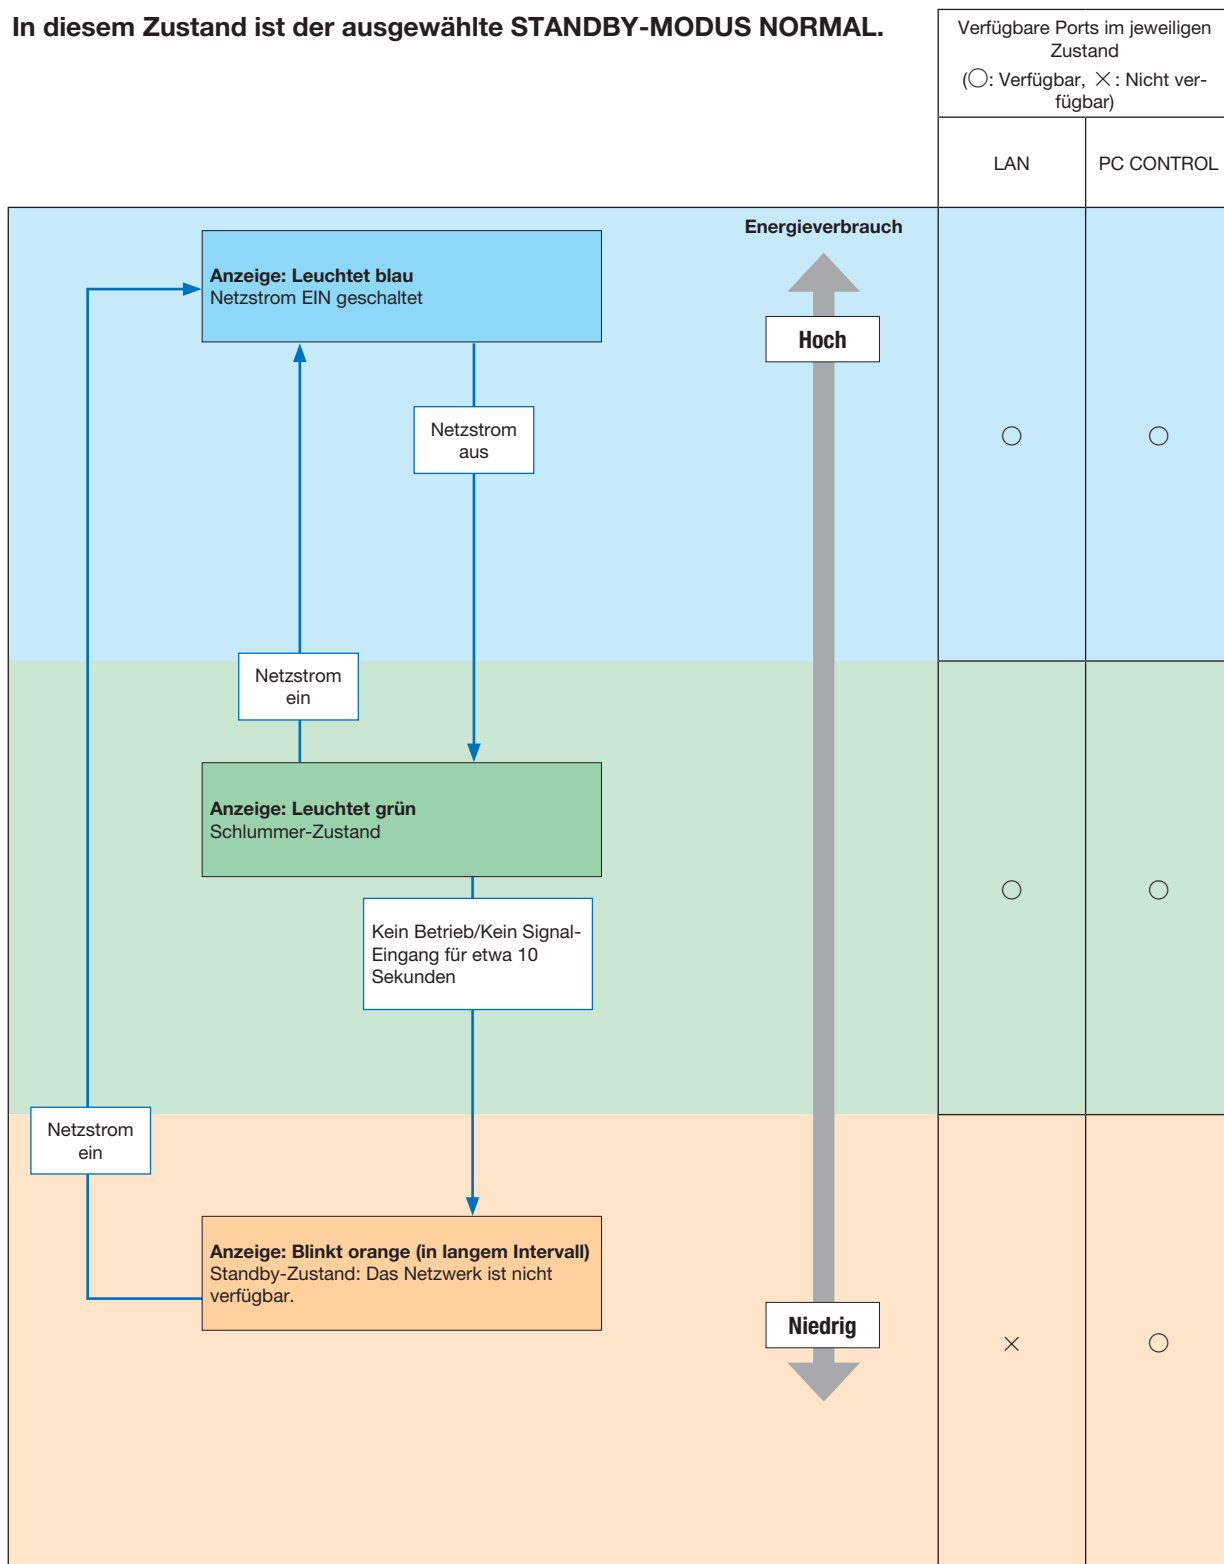 In diesem Zustand ist der ausgewählte STANDBY-MODUS NORMAL.
Verfügbare Ports im jeweiligen
Zustand
(○: Verfügbar, ×: Nicht ver-
fügbar)
LAN
PC CONTROL
Energieverbrauch
Anzeige: Leuchtet blau
Netzstrom EIN geschaltet
Hoch
Netzstrom
aus
○
○
Netzstrom
ein
Anzeige: Leuchtet grün
Schlummer-Zustand
○
○
Kein Betrieb/Kein Signal-
Eingang für etwa 10
Sekunden
Netzstrom
ein
Anzeige: Blinkt orange (in langem Intervall)
Standby-Zustand: Das Netzwerk ist nicht
verfügbar.
Niedrig
×
○